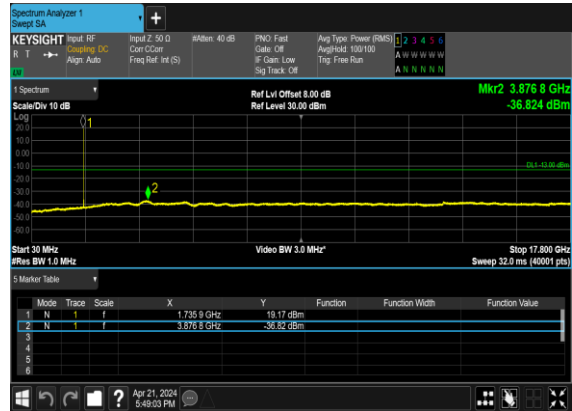 Spectrum Analyzer 1
Swept SA
+
KEYSIGHT Input: RF Input Z: 50 Ω #Atten: 40 dB PNO: Fast Avg Type: Power (RMS) 1 2 3 4 5 6
R T Coupling: DC Corr CCorr Gate: Off Avg|Hold: 100/100 A W W W W W
Align: Auto Freq Ref: Int (S) IF Gain: Low Trig: Free Run A N N N N N
Sig Track: Off
1 Spectrum Ref Lvl Offset 8.00 dB Mkr2 3.876 8 GHz
Scale/Div 10 dB Ref Level 30.00 dBm -36.824 dBm
Log
20.0
10.0
0.00
-10.0
-20.0
-30.0
-40.0
-50.0
-60.0
1
2
DL1 -13.00 dBm
Start 30 MHz Video BW 3.0 MHz* Stop 17.800 GHz
#Res BW 1.0 MHz Sweep 32.0 ms (40001 pts)
5 Marker Table
Mode Trace Scale X Y Function Function Width Function Value
1 N 1 f 1.735 9 GHz 19.17 dBm
2 N 1 f 3.876 8 GHz -36.82 dBm
3
4
5
6
? Apr 21, 2024
5:49:03 PM